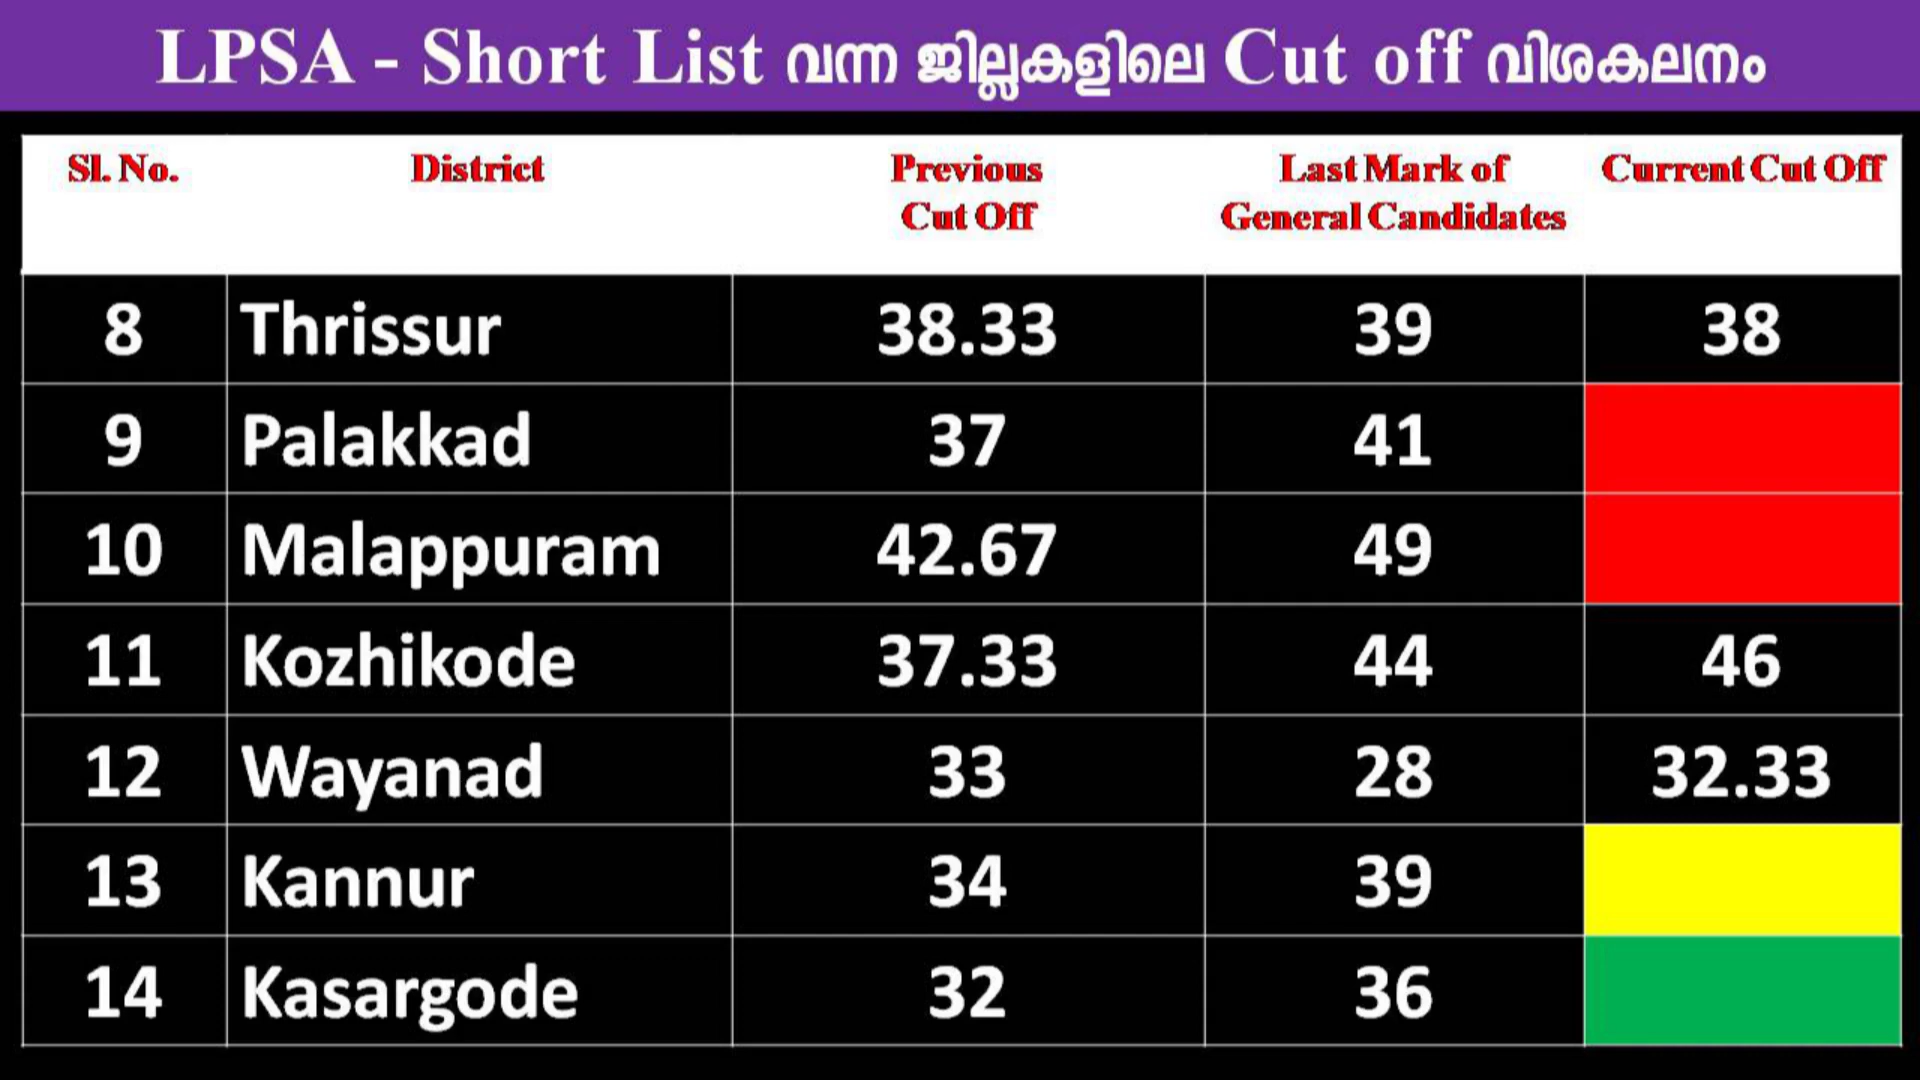 LPSA - Short List വന്ന ജില്ലകളിലെ Cut off വിശകലനം
Sl. No. District Previous Cut Off Last Mark of General Candidates Current Cut Off
8 Thrissur 38.33 39 38
9 Palakkad 37 41
10 Malappuram 42.67 49
11 Kozhikode 37.33 44 46
12 Wayanad 33 28 32.33
13 Kannur 34 39
14 Kasargode 32 36